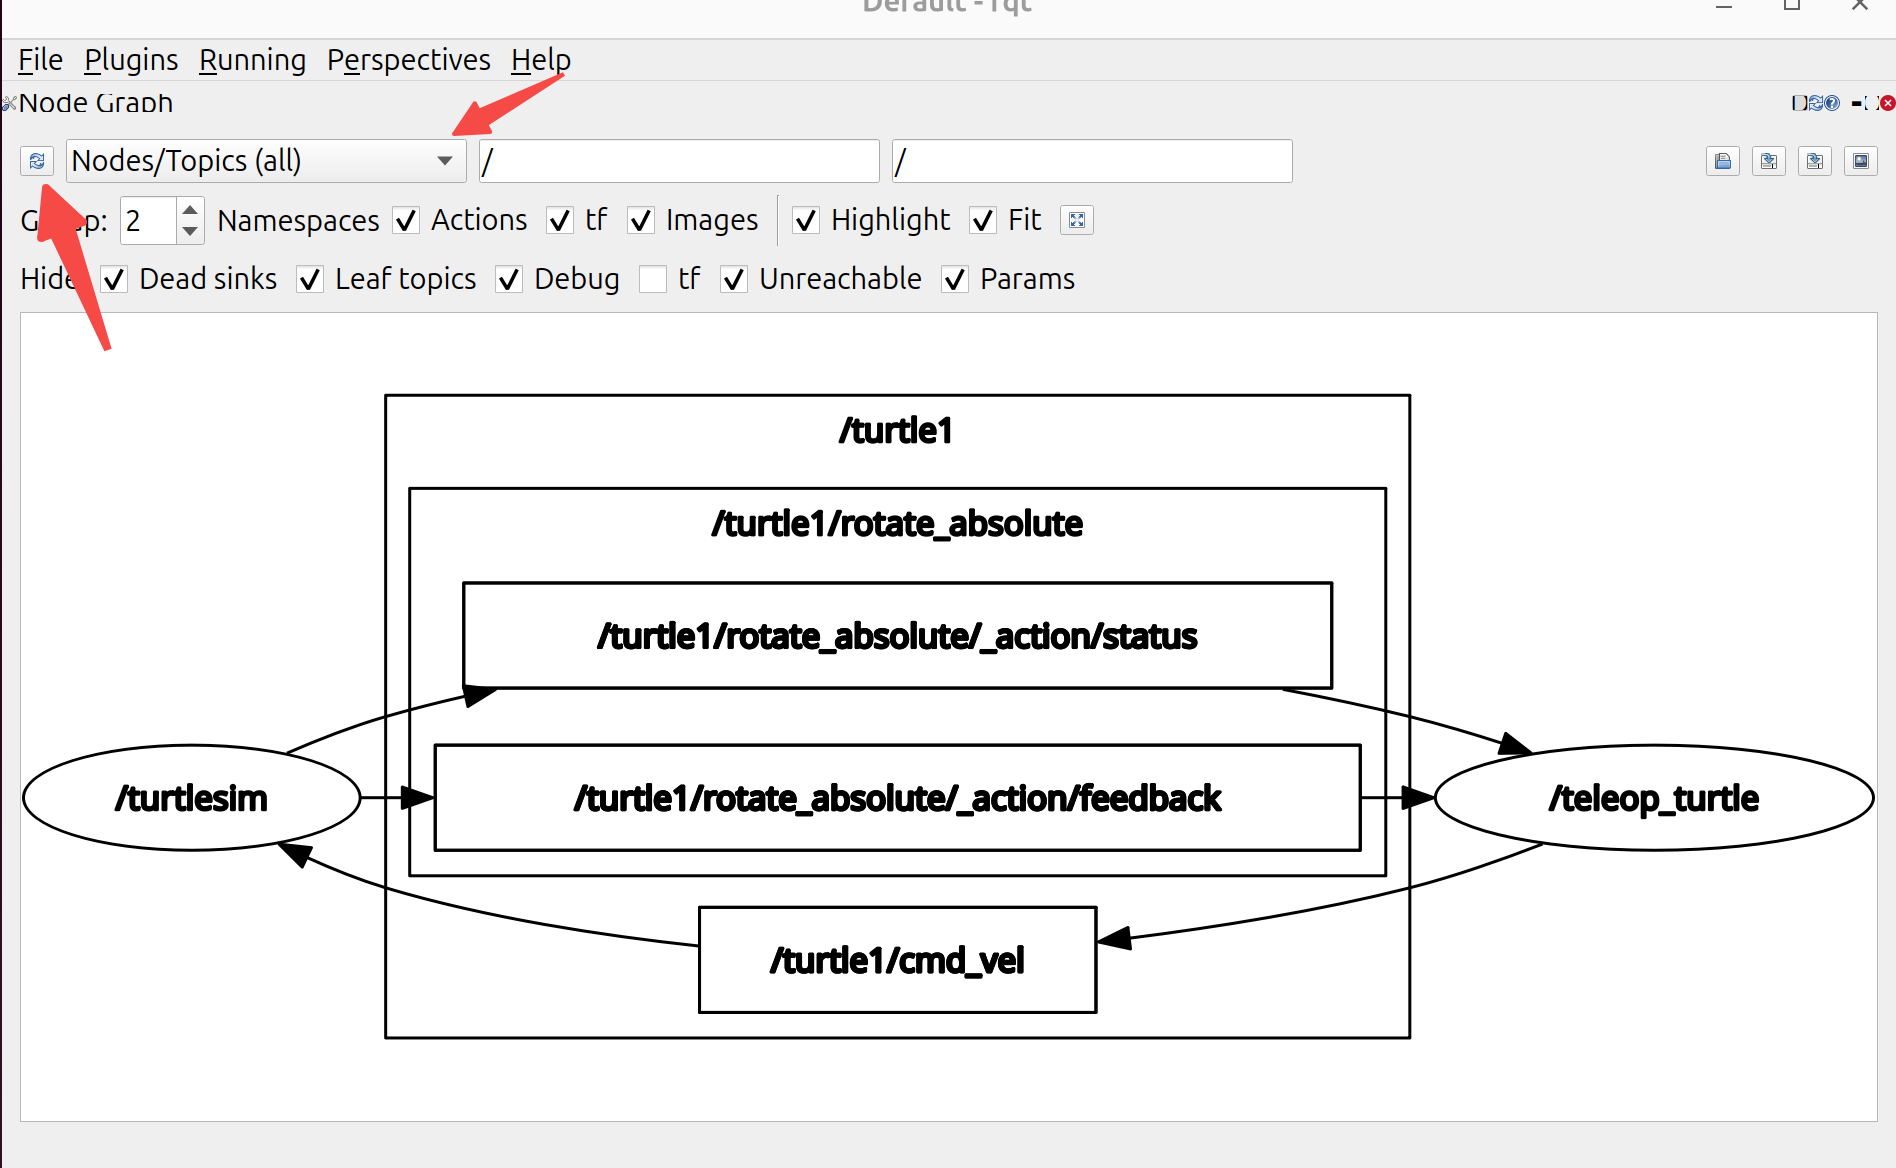 Default - rqt
File Plugins Running Perspectives Help
Node Graph
Nodes/Topics (all) / /
Group: 2 Namespaces Actions tf Images Highlight Fit
Hide Dead sinks Leaf topics Debug tf Unreachable Params
/turtle1
/turtle1/rotate_absolute
/turtle1/rotate_absolute/_action/status
/turtlesim
/turtle1/rotate_absolute/_action/feedback
/teleop_turtle
/turtle1/cmd_vel